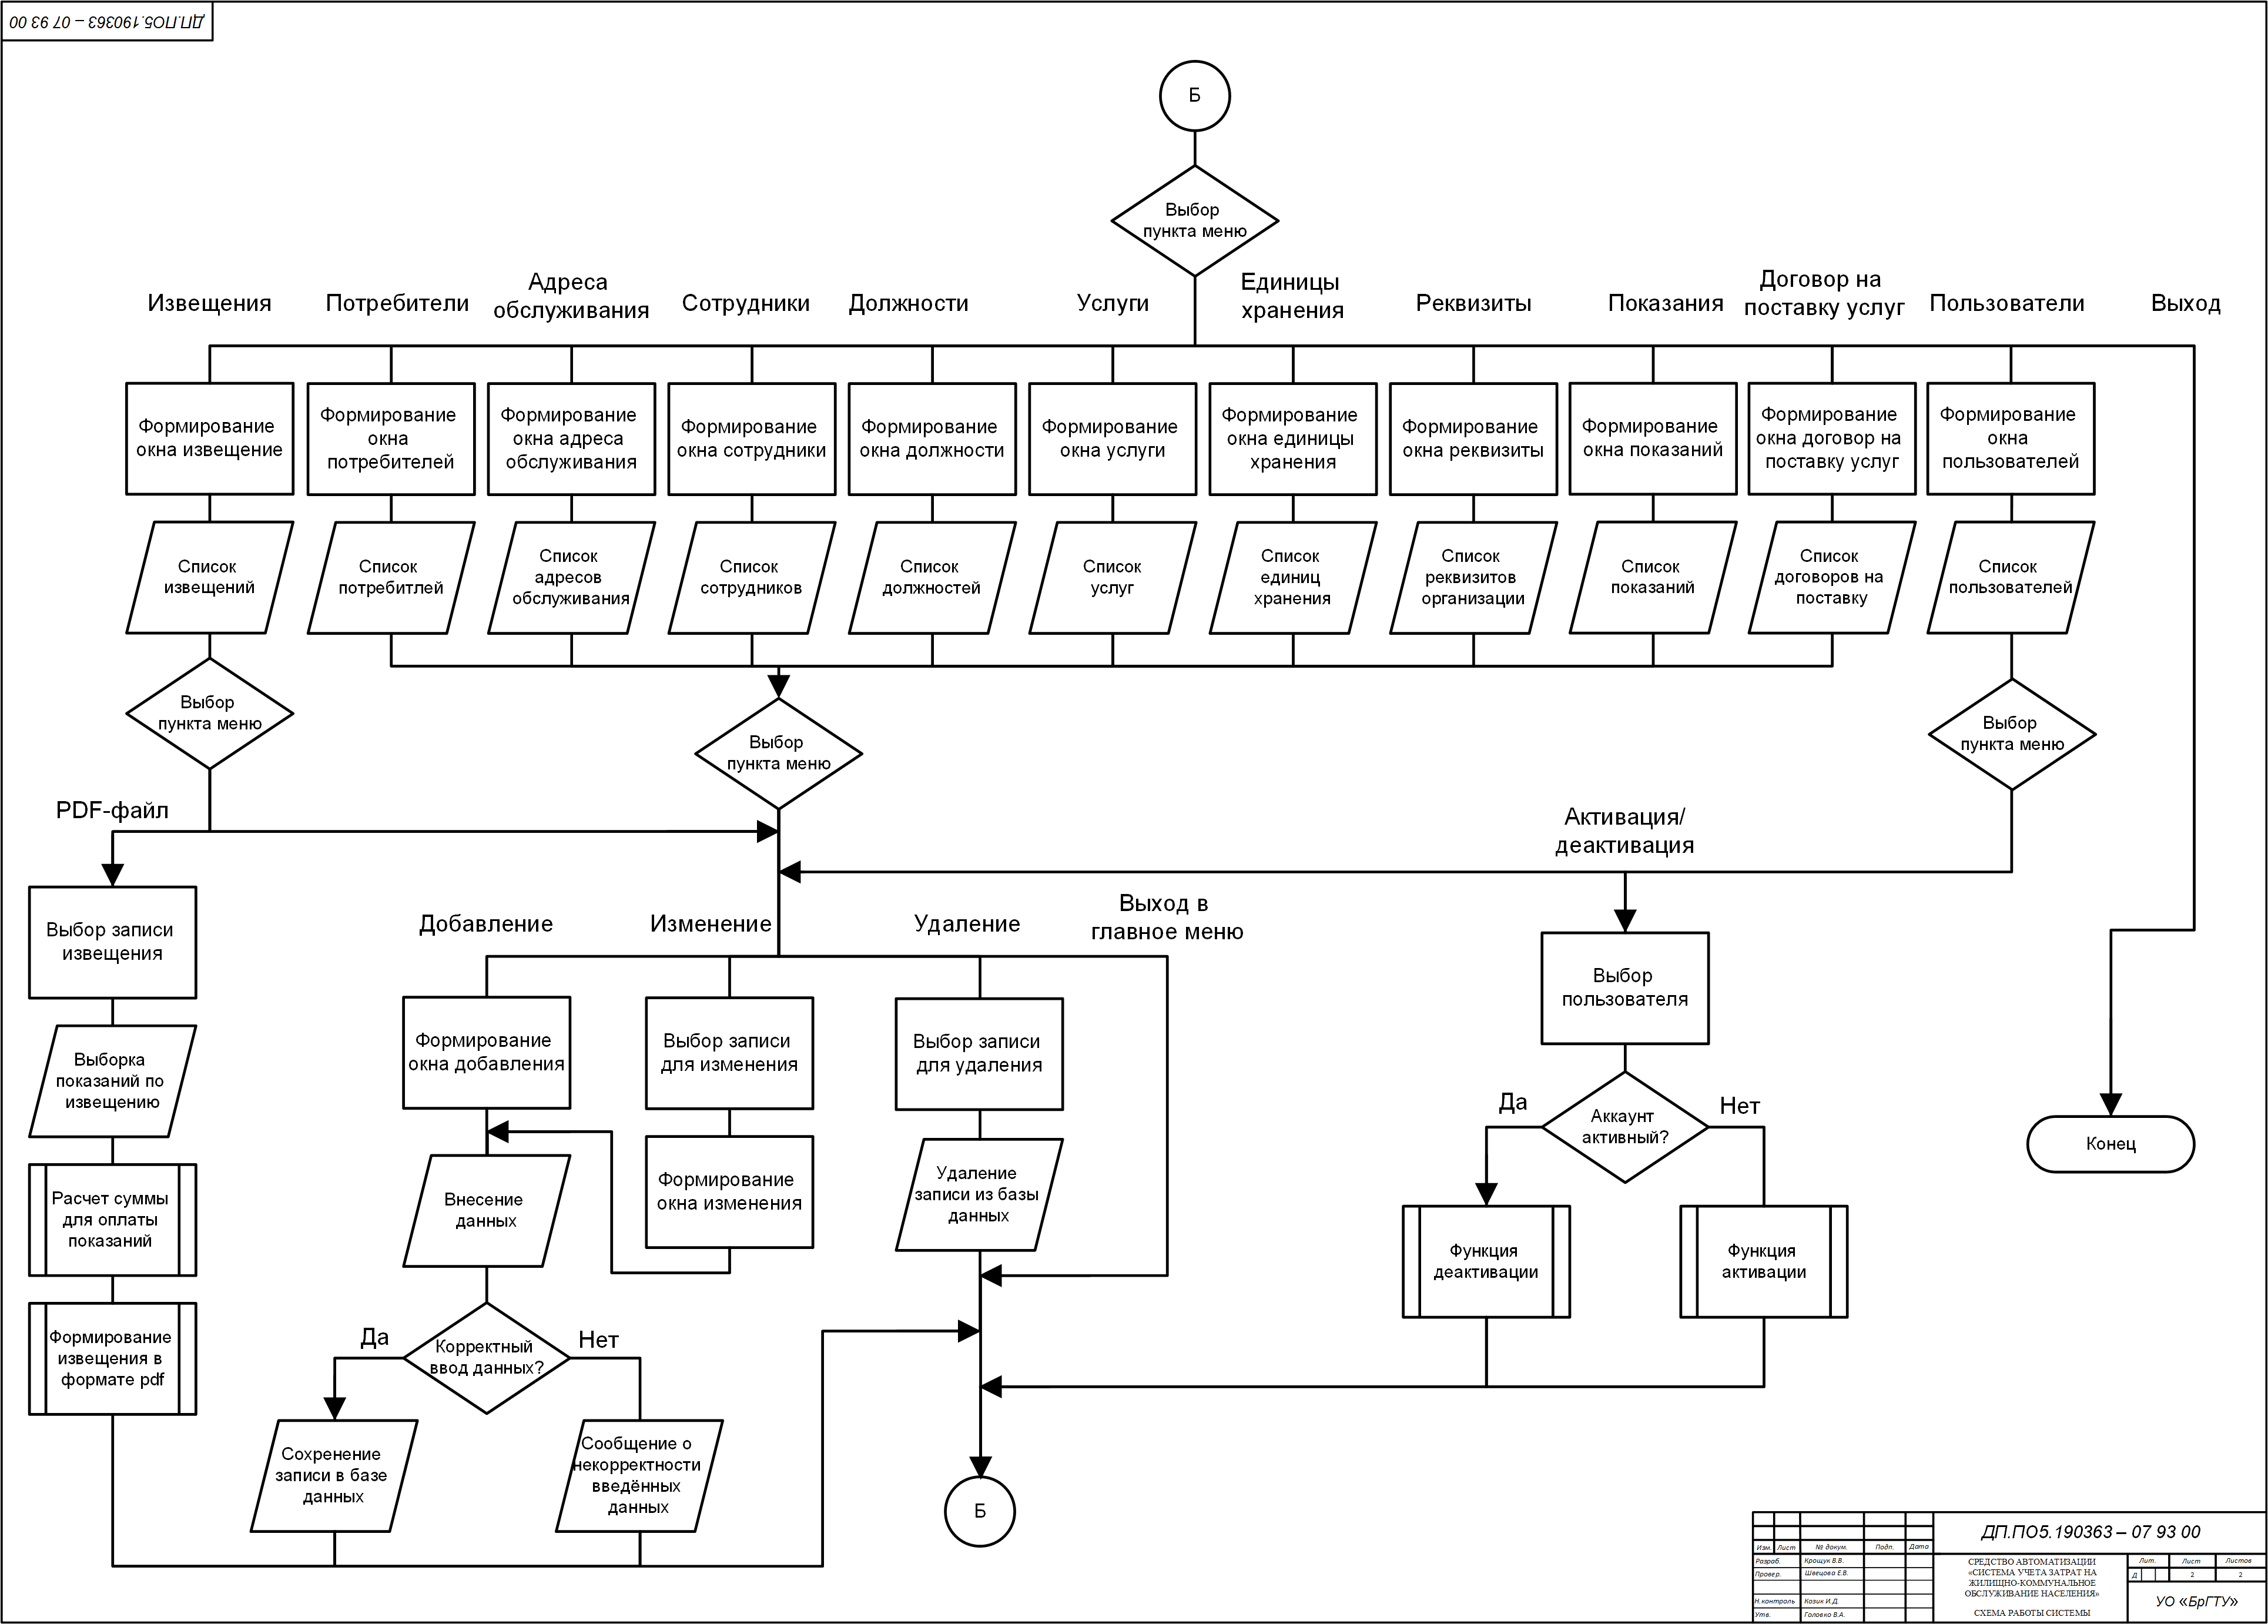 ДП.ПО5.190363 – 07 93 00
Б
Выбор
пункта меню
Извещения
Потребители
Адреса
обслуживания
Сотрудники
Должности
Услуги
Единицы
хранения
Реквизиты
Показания
Договор на
поставку услуг
Пользователи
Выход
Формирование
окна извещение
Формирование
окна
потребителей
Формирование
окна адреса
обслуживания
Формирование
окна сотрудники
Формирование
окна должности
Формирование
окна услуги
Формирование
окна единицы
хранения
Формирование
окна реквизиты
Формирование
окна показаний
Формирование
окна договор на
поставку услуг
Формирование
окна
пользователей
Список
извещений
Список
потребитлей
Список
адресов
обслуживания
Список
сотрудников
Список
должностей
Список
услуг
Список
единиц
хранения
Список
реквизитов
организации
Список
показаний
Список
договоров на
поставку
Список
пользователей
Выбор
пункта меню
Выбор
пункта меню
Выбор
пункта меню
PDF-файл
Активация/
деактивация
Выбор записи
извещения
Добавление
Изменение
Удаление
Выход в
главное меню
Выбор
пользователя
Формирование
окна добавления
Выбор записи
для изменения
Выбор записи
для удаления
Выборка
показаний по
извещению
Да
Аккаунт
активный?
Нет
Конец
Внесение
данных
Формирование
окна изменения
Удаление
записи из базы
данных
Расчет суммы
для оплаты
показаний
Функция
деактивации
Функция
активации
Формирование
извещения в
формате pdf
Да
Корректный
ввод данных?
Нет
Сохренение
записи в базе
данных
Сообщение о
некорректности
введённых
данных
Б
ДП.ПО5.190363 – 07 93 00
Изм. Лист № докум. Подп. Дата
Разраб. Крощук В.В.
Провер. Швецова Е.В.
Н.контроль Козик И.Д.
Утв. Головко В.А.
СРЕДСТВО АВТОМАТИЗАЦИИ
«СИСТЕМА УЧЕТА ЗАТРАТ НА
ЖИЛИЩНО-КОММУНАЛЬНОЕ
ОБСЛУЖИВАНИЕ НАСЕЛЕНИЯ»
СХЕМА РАБОТЫ СИСТЕМЫ
Лит. Лист Листов
Д 2 2
УО «БрГТУ»